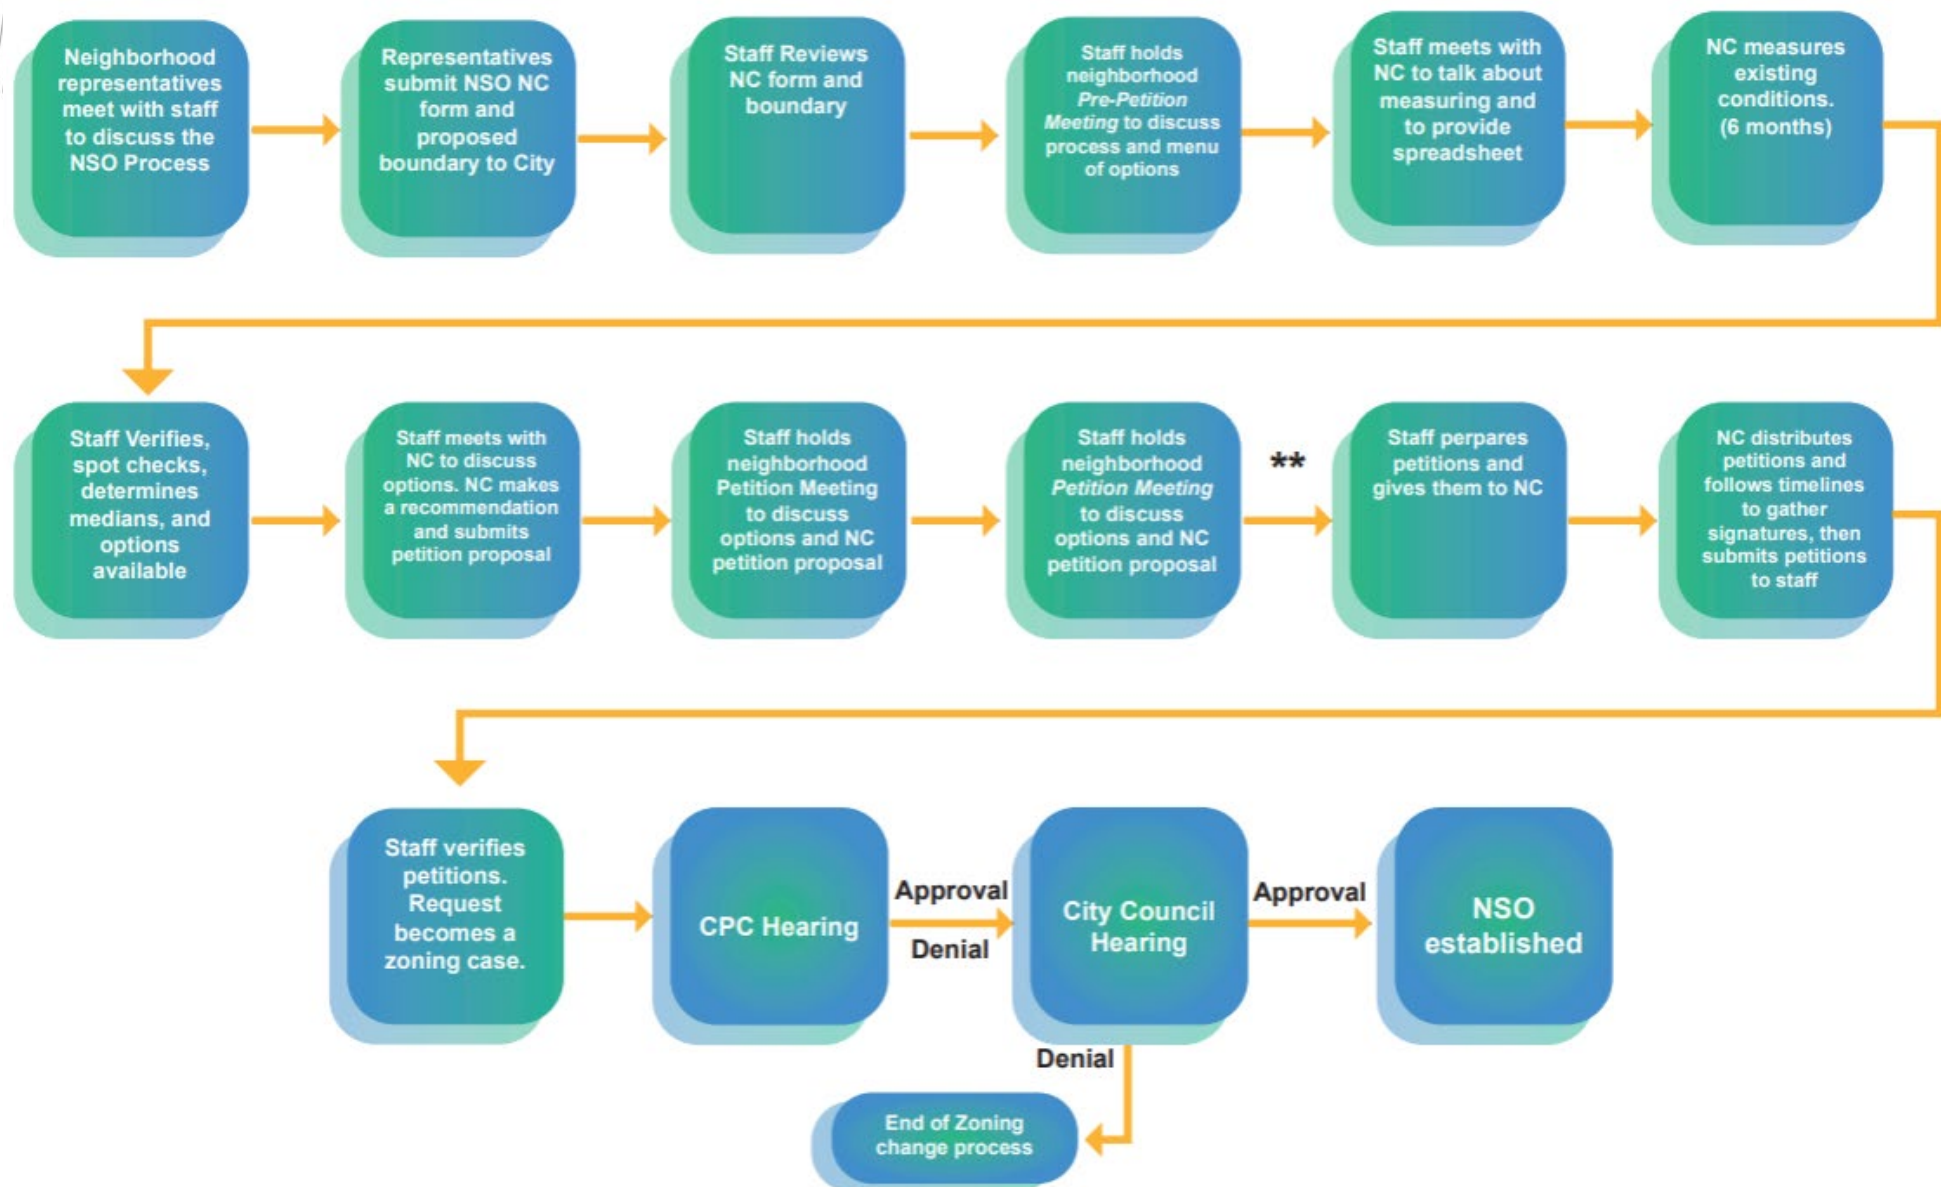 Neighborhood
representatives
meet with staff
to discuss the
NSO Process
Representatives
submit NSO NC
form and
proposed
boundary to City
Staff Reviews
NC form and
boundary
Staff holds
neighborhood
Pre-Petition
Meeting to discuss
process and menu
of options
Staff meets with
NC to talk about
measuring and
to provide
spreadsheet
NC measures
existing
conditions.
(6 months)
Staff Verifies,
spot checks,
determines
medians, and
options
available
Staff meets with
NC to discuss
options. NC makes
a recommendation
and submits
petition proposal
Staff holds
neighborhood
Petition Meeting
to discuss
options and NC
petition proposal
Staff holds
neighborhood
Petition Meeting
to discuss
options and NC
petition proposal
**
Staff perpares
petitions and
gives them to NC
NC distributes
petitions and
follows timelines
to gather
signatures, then
submits petitions
to staff
Staff verifies
petitions.
Request
becomes a
zoning case.
CPC Hearing
Approval
Denial
City Council
Hearing
Approval
NSO
established
Denial
End of Zoning
change process